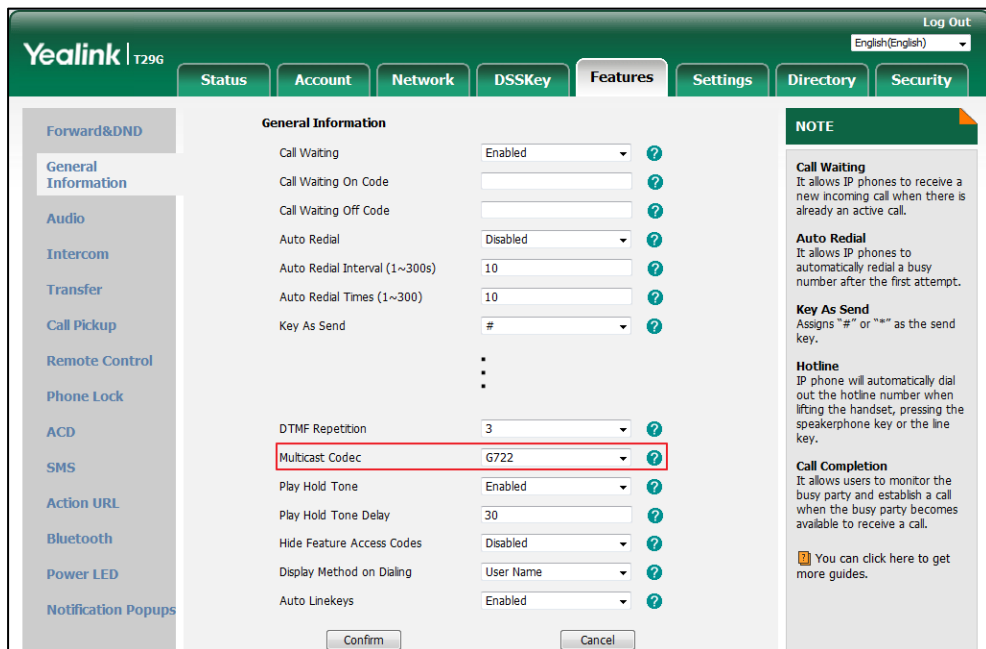 Log Out
Yealink T29G
English(English)
Status Account Network DSSKey Features Settings Directory Security
Forward&DND
General
Information
Audio
Intercom
Transfer
Call Pickup
Remote Control
Phone Lock
ACD
SMS
Action URL
Bluetooth
Power LED
Notification Popups
General Information
Call Waiting Enabled ?
Call Waiting On Code ?
Call Waiting Off Code ?
Auto Redial Disabled ?
Auto Redial Interval (1~300s) 10 ?
Auto Redial Times (1~300) 10 ?
Key As Send # ?
DTMF Repetition 3 ?
Multicast Codec G722 ?
Play Hold Tone Enabled ?
Play Hold Tone Delay 30 ?
Hide Feature Access Codes Disabled ?
Display Method on Dialing User Name ?
Auto Linekeys Enabled ?
Confirm Cancel
NOTE
Call Waiting
It allows IP phones to receive a
new incoming call when there is
already an active call.
Auto Redial
It allows IP phones to
automatically redial a busy
number after the first attempt.
Key As Send
Assigns "#" or "*" as the send
key.
Hotline
IP phone will automatically dial
out the hotline number when
lifting the handset, pressing the
speakerphone key or the line
key.
Call Completion
It allows users to monitor the
busy party and establish a call
when the busy party becomes
available to receive a call.
? You can click here to get
more guides.